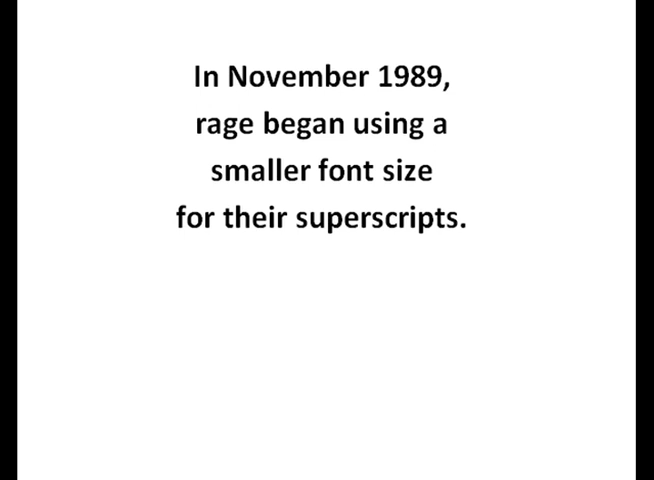 In November 1989,
rage began using a
smaller font size
for their superscripts.